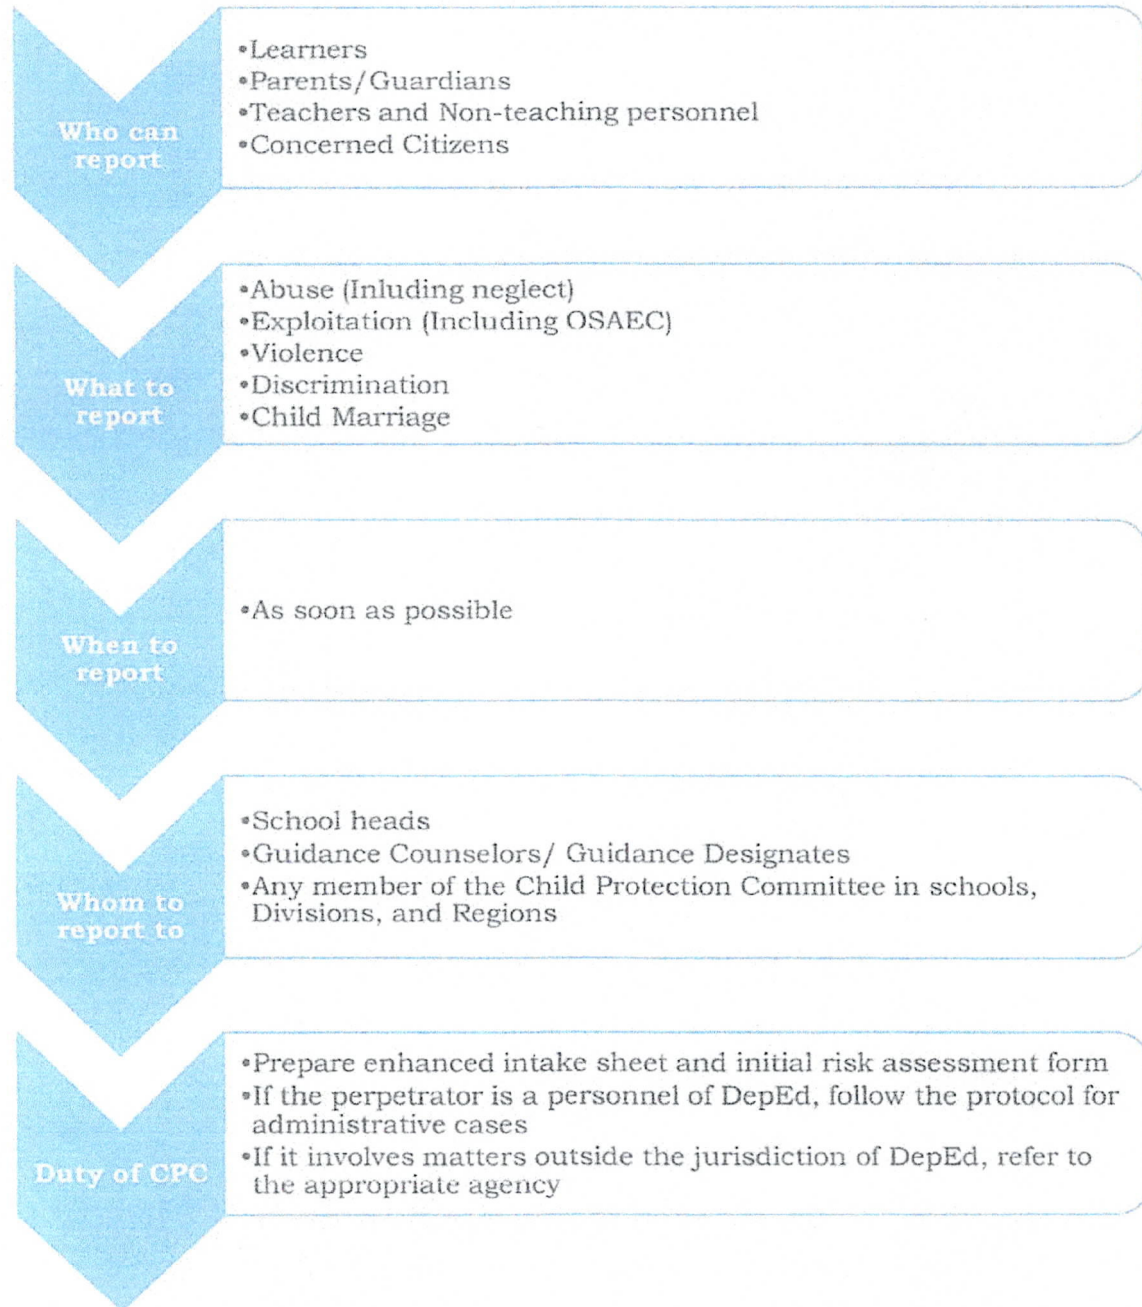 Who can
report
•Learners
•Parents/Guardians
•Teachers and Non-teaching personnel
•Concerned Citizens
What to
report
•Abuse (Inluding neglect)
•Exploitation (Including OSAEC)
•Violence
•Discrimination
•Child Marriage
When to
report
•As soon as possible
Whom to
report to
•School heads
•Guidance Counselors/ Guidance Designates
•Any member of the Child Protection Committee in schools,
Divisions, and Regions
Duty of CPC
•Prepare enhanced intake sheet and initial risk assessment form
•If the perpetrator is a personnel of DepEd, follow the protocol for
administrative cases
•If it involves matters outside the jurisdiction of DepEd, refer to
the appropriate agency